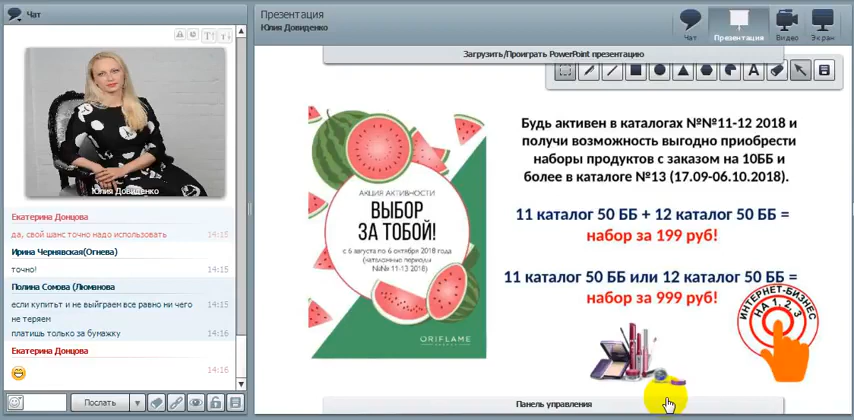 Чат
Юлия Довиденко
Екатерина Донцова
да, свой шанс точно надо использовать 14:15
Ирина Чернявская(Огнева)
точно! 14:15
Полина Сомова (Люманова
если купитьт и не выйграем все равно ни чего не теряем 14:15
платишь только за бумажку 14:16
Екатерина Донцова
14:16
Послать
Презентация
Юлия Довиденко
Чат
Презентация
Видео
Экран
Загрузить/Проиграть PowerPoint презентацию
АКЦИЯ АКТИВНОСТИ
ВЫБОР
ЗА ТОБОЙ!
с 6 августа по 6 октября 2018 года
(каталожные периоды
№№ 11-13 2018)
ORIFLAME
Будь активен в каталогах №№11-12 2018 и
получи возможность выгодно приобрести
наборы продуктов с заказом на 10ББ и
более в каталоге №13 (17.09-06.10.2018).
11 каталог 50 ББ + 12 каталог 50 ББ =
набор за 199 руб!
11 каталог 50 ББ или 12 каталог 50 ББ =
набор за 999 руб!
ИНТЕРНЕТ-БИЗНЕС
НА 1, 2, 3
Панель управления